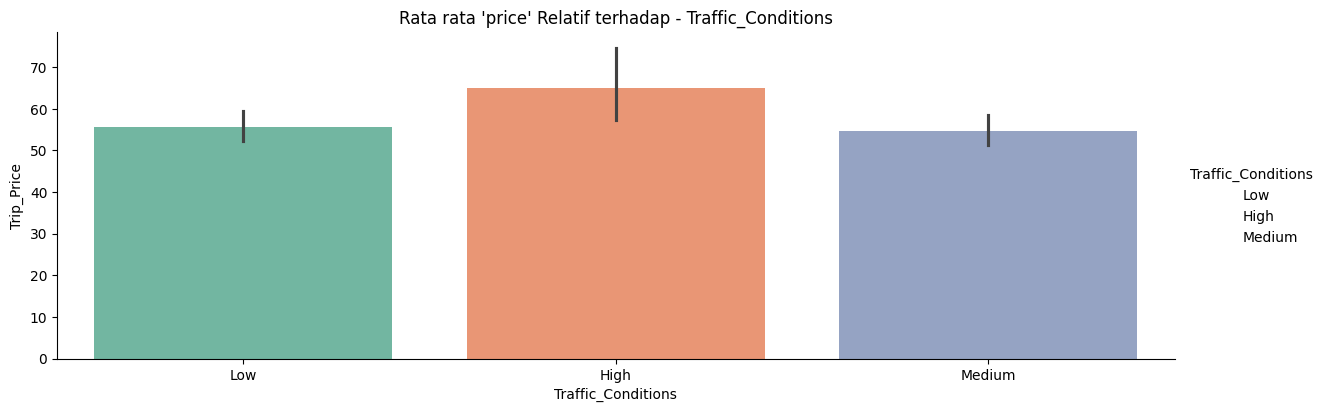 Rata rata 'price' Relatif terhadap - Traffic_Conditions
Trip_Price
70
60
50
40
30
20
10
0
Low
High
Medium
Traffic_Conditions
Traffic_Conditions
Low
High
Medium